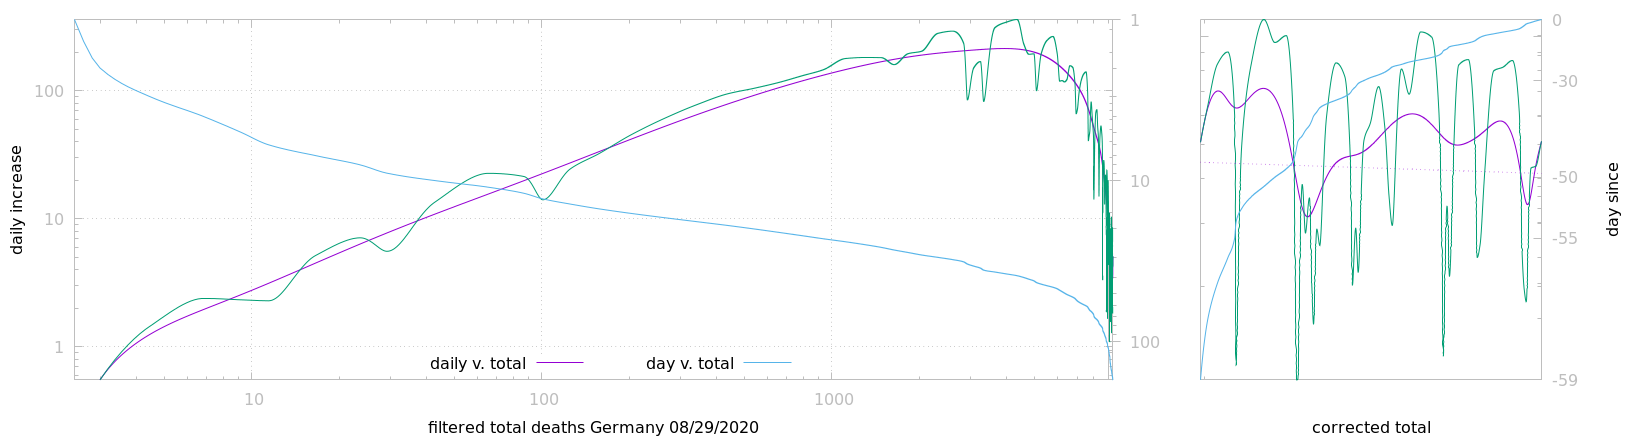 daily increase
100
10
1
10
100
1000
1
10
100
daily v. total
day v. total
filtered total deaths Germany 08/29/2020
0
-30
-50
-55
-59
day since
corrected total